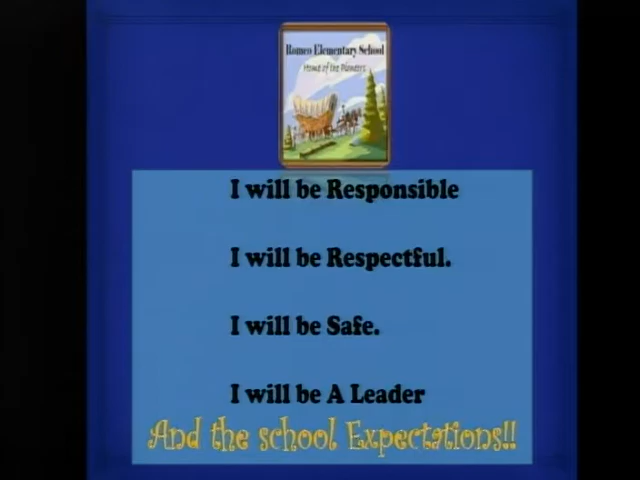 Romeo Elementary School
Home of the Pioneers
I will be Responsible
I will be Respectful.
I will be Safe.
I will be A Leader
And the school Expectations!!